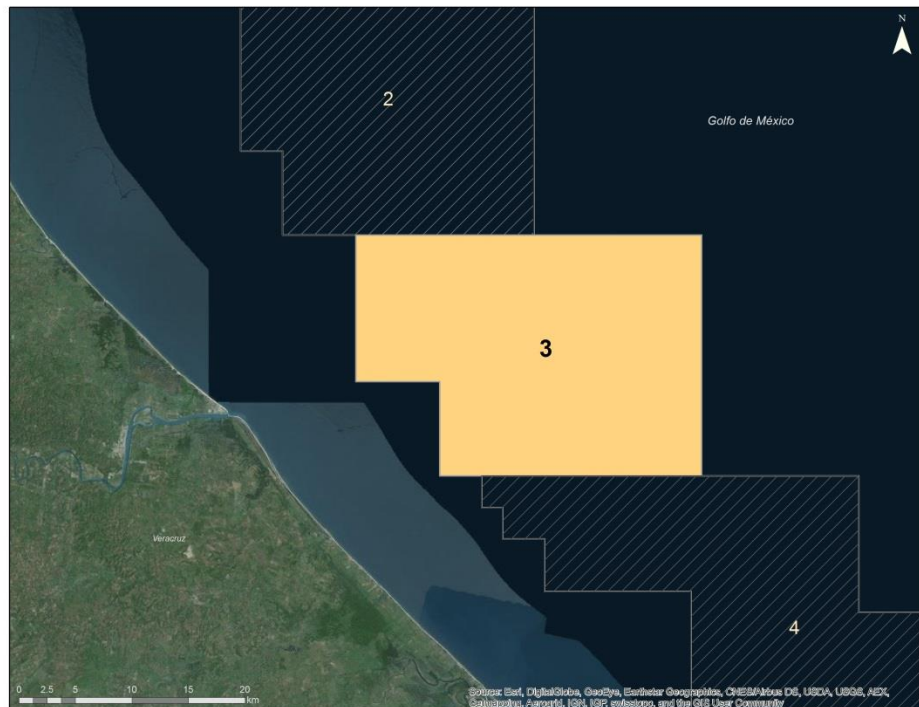 N
2
Golfo de México
3
Veracruz
4
0 2.5 5 10 15 20
km
Source: Esri, DigitalGlobe, GeoEye, Earthstar Geographics, CNES/Airbus DS, USDA, USGS, AEX,
Getmapping, Aerogrid, IGN, IGP, swisstopo, and the GIS User Community